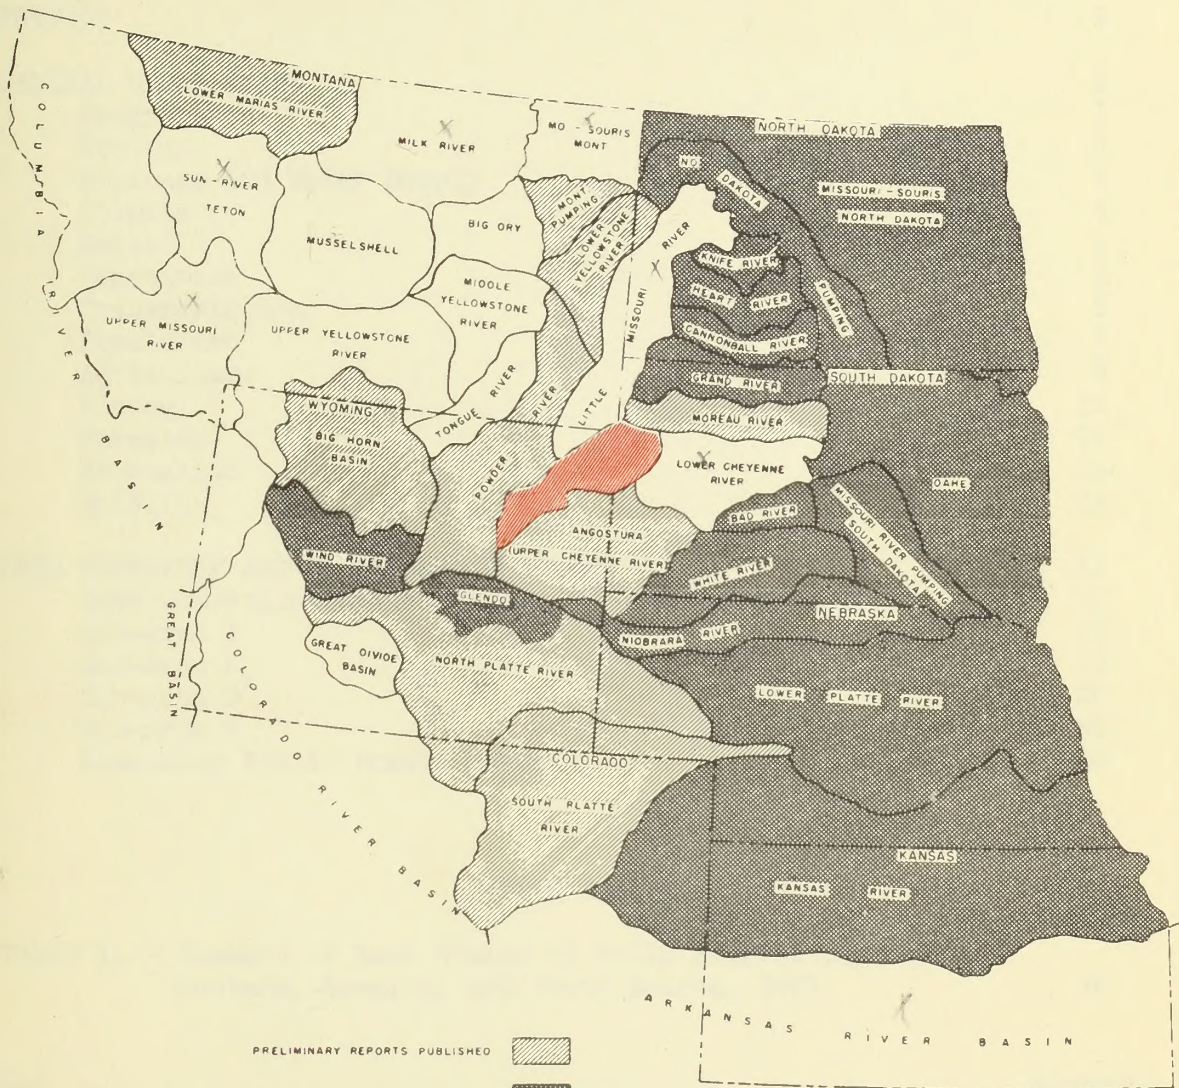 MONTANA
LOWER MARIAS RIVER
NORTH DAKOTA
MILK RIVER
MO - SOURIS
MONT
NO.
DAKOTA
PUMPING
MISSOURI - SOURIS
NORTH DAKOTA
COLUMBIA RIVER BASIN
SUN - RIVER
TETON
MUSSELSHELL
BIG DRY
MONT.
PUMPING
LOWER
YELLOWSTONE
RIVER
LITTLE MISSOURI RIVER
KNIFE RIVER
HEART RIVER
CANNONBALL RIVER
GRAND RIVER
SOUTH DAKOTA
MOREAU RIVER
UPPER MISSOURI
RIVER
UPPER YELLOWSTONE
RIVER
MIDDLE
YELLOWSTONE
RIVER
TONGUE RIVER
POWDER RIVER
WYOMING
BIG HORN
BASIN
LOWER CHEYENNE
RIVER
BAD RIVER
MISSOURI RIVER PUMPING
SOUTH DAKOTA
OAHE
WIND RIVER
ANGOSTURA
(UPPER CHEYENNE RIVER)
WHITE RIVER
GLENDO
NEBRASKA
NIOBRARA RIVER
GREAT BASIN
GREAT DIVIDE
BASIN
NORTH PLATTE RIVER
LOWER PLATTE RIVER
COLORADO RIVER BASIN
COLORADO
SOUTH PLATTE
RIVER
KANSAS
KANSAS RIVER
ARKANSAS RIVER BASIN
PRELIMINARY REPORTS PUBLISHED